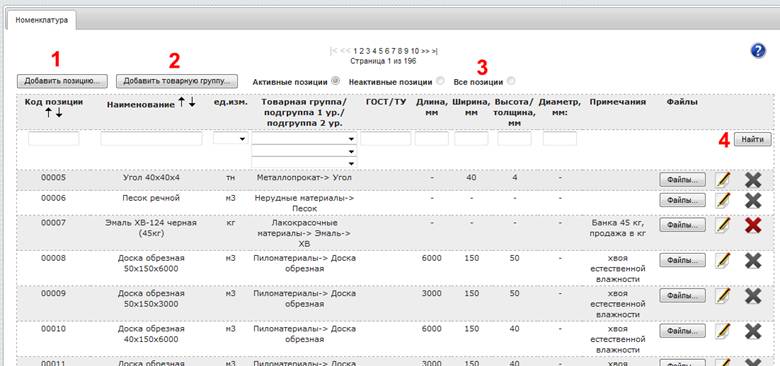 Номенклатура
|< << 1 2 3 4 5 6 7 8 9 10 >> >|
Страница 1 из 196
?
1 2 3
Добавить позицию... Добавить товарную группу... Активные позиции Неактивные позиции Все позиции
Код позиции Наименование ед.изм. Товарная группа/ ГОСТ/ТУ Длина, Ширина, Высота/ Диаметр, Примечания Файлы
подгруппа 1 ур./ мм мм толщина, мм:
подгруппа 2 ур. мм
4 Найти
00005 Угол 40x40x4 тн Металлопрокат-> Угол - 40 4 - Файлы...
00006 Песок речной м3 Нерудные материалы-> - - - - Файлы...
Песок
00007 Эмаль ХВ-124 черная кг Лакокрасочные - - - - Банка 45 кг, Файлы...
(45кг) материалы-> Эмаль-> продажа в кг
ХВ
00008 Доска обрезная м3 Пиломатериалы-> Доска 6000 150 50 - хвоя Файлы...
50x150x6000 обрезная естественной
влажности
00009 Доска обрезная м3 Пиломатериалы-> Доска 3000 150 50 - хвоя Файлы...
50x150x3000 обрезная естественной
влажности
00010 Доска обрезная м3 Пиломатериалы-> Доска 6000 150 40 - хвоя Файлы...
40x150x6000 обрезная естественной
влажности
00011 Доска обрезная м3 Пиломатериалы-> Доска 3000 150 40 - хвоя Файлы...